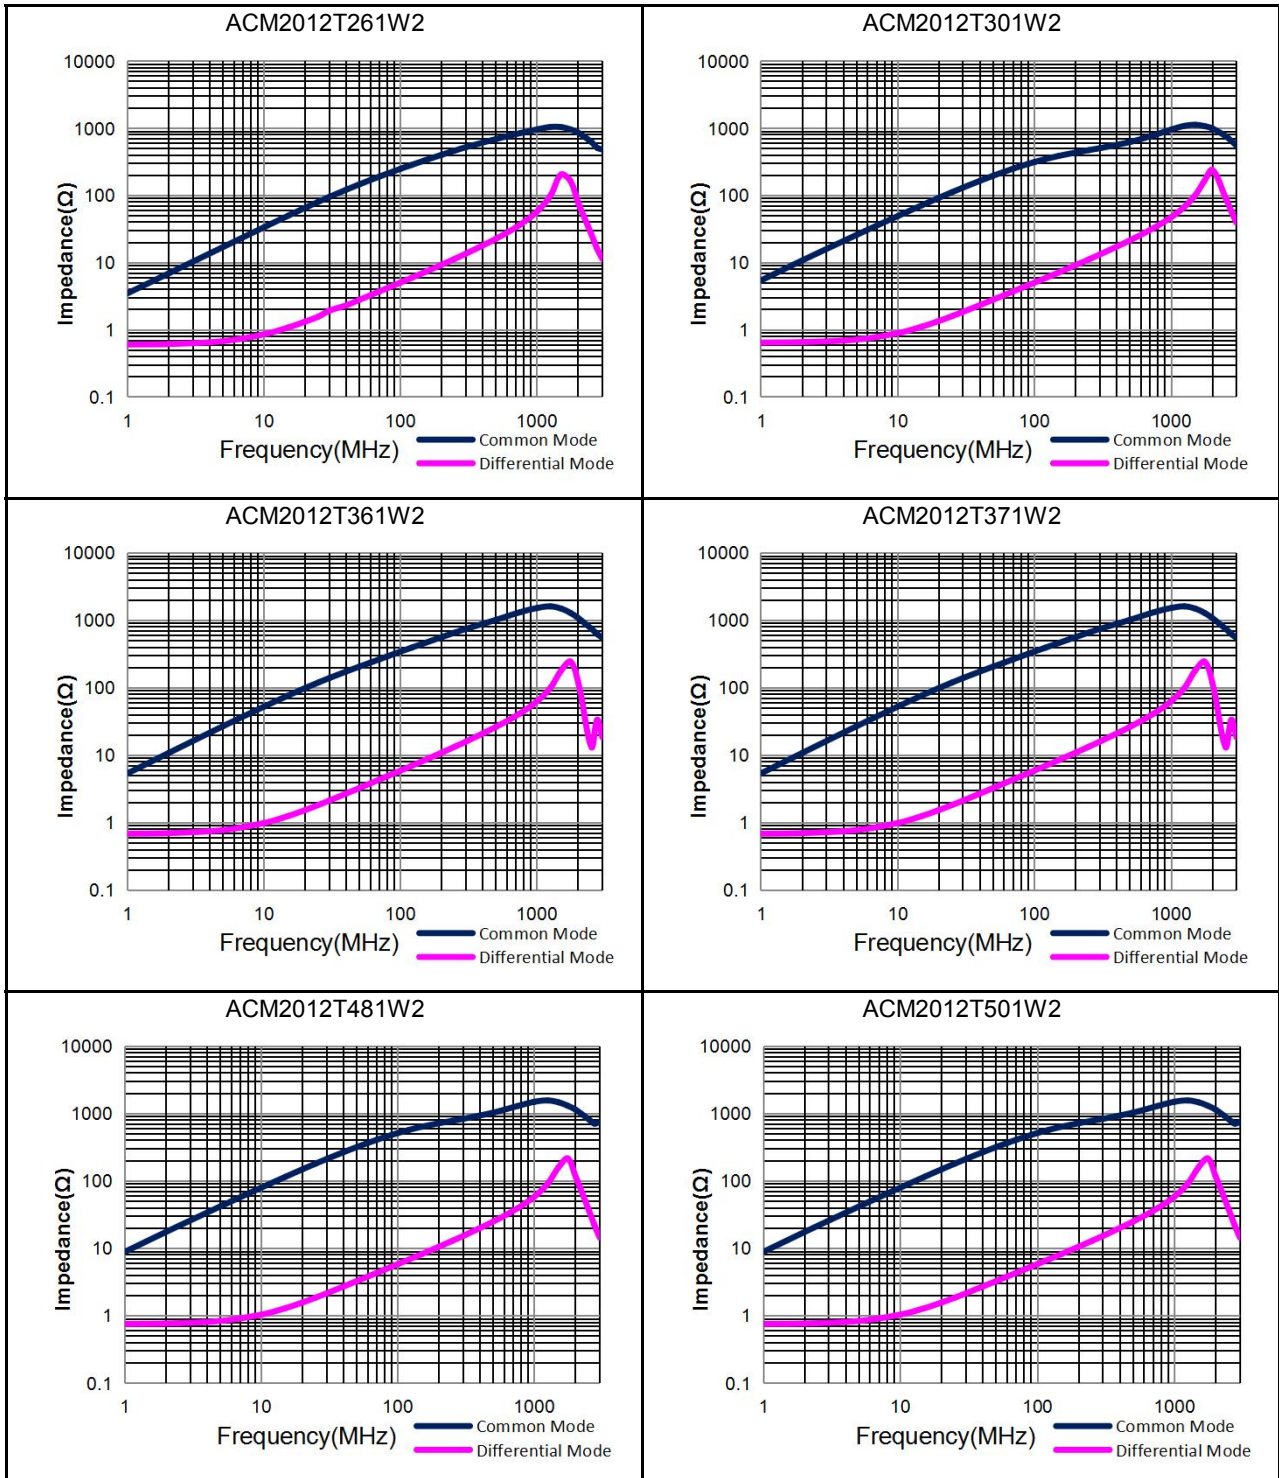 ACM2012T261W2
10000
1000
100
10
1
0.1
Impedance(Ω)
1 10 100 1000
Frequency(MHz)
Common Mode
Differential Mode
ACM2012T301W2
10000
1000
100
10
1
0.1
Impedance(Ω)
1 10 100 1000
Frequency(MHz)
Common Mode
Differential Mode
ACM2012T361W2
10000
1000
100
10
1
0.1
Impedance(Ω)
1 10 100 1000
Frequency(MHz)
Common Mode
Differential Mode
ACM2012T371W2
10000
1000
100
10
1
0.1
Impedance(Ω)
1 10 100 1000
Frequency(MHz)
Common Mode
Differential Mode
ACM2012T481W2
10000
1000
100
10
1
0.1
Impedance(Ω)
1 10 100 1000
Frequency(MHz)
Common Mode
Differential Mode
ACM2012T501W2
10000
1000
100
10
1
0.1
Impedance(Ω)
1 10 100 1000
Frequency(MHz)
Common Mode
Differential Mode